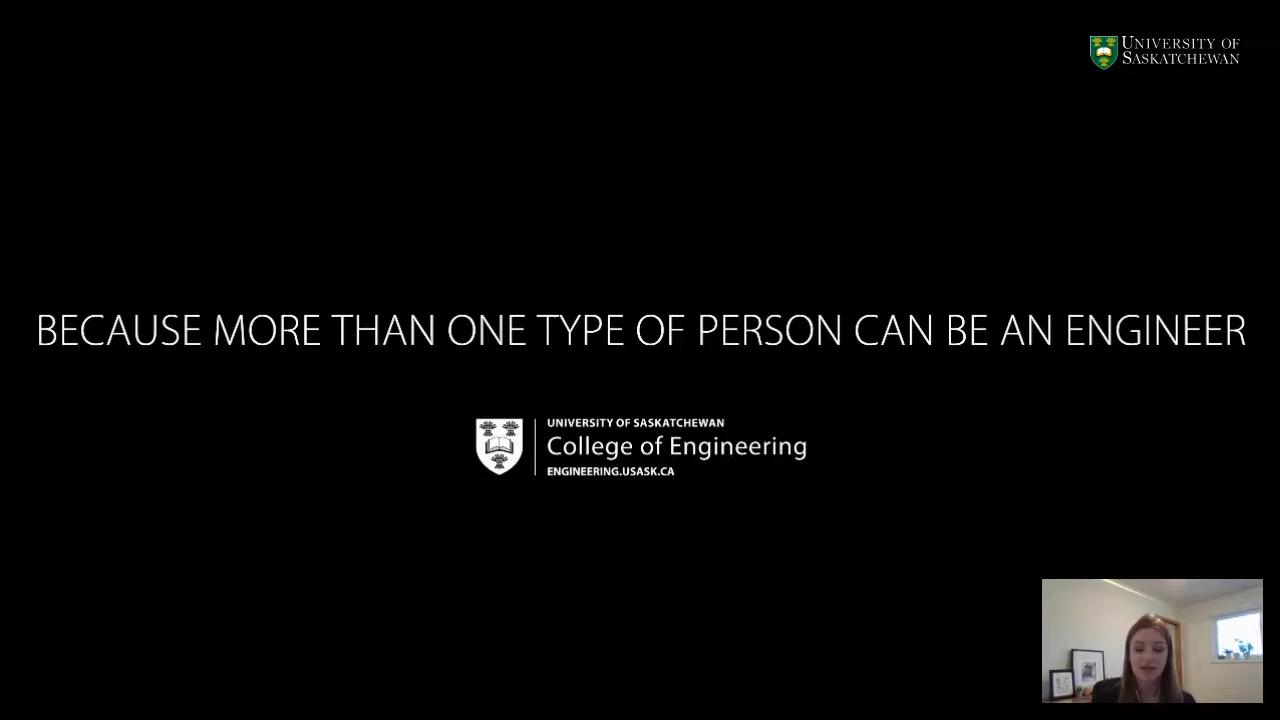 UNIVERSITY OF
SASKATCHEWAN
BECAUSE MORE THAN ONE TYPE OF PERSON CAN BE AN ENGINEER
UNIVERSITY OF SASKATCHEWAN
College of Engineering
ENGINEERING.USASK.CA